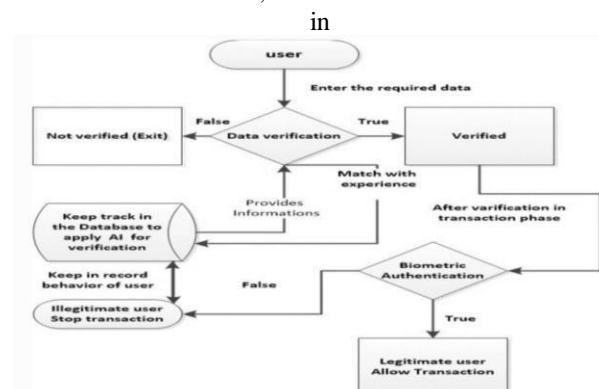 in
user
Enter the required data
False
True
Not verified (Exit)
Data verification
Verified
Match with
experience
Provides
Informations
Keep track in
the Database to
apply AI for
verification
After varification in
transaction phase
Keep in record
behavior of user
False
Biometric
Authentication
Illegitimate user
Stop transaction
True
Legitimate user
Allow Transaction